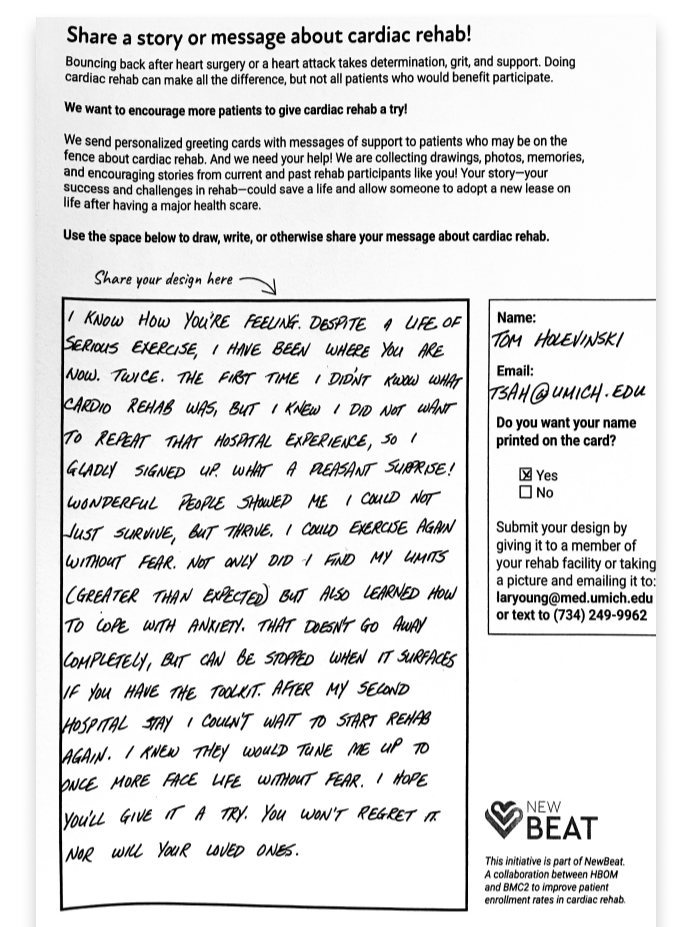 Share a story or message about cardiac rehab!
Bouncing back after heart surgery or a heart attack takes determination, grit, and support. Doing
cardiac rehab can make all the difference, but not all patients who would benefit participate.
We want to encourage more patients to give cardiac rehab a try!
We send personalized greeting cards with messages of support to patients who may be on the
fence about cardiac rehab. And we need your help! We are collecting drawings, photos, memories,
and encouraging stories from current and past rehab participants like you! Your story—your
success and challenges in rehab—could save a life and allow someone to adopt a new lease on
life after having a major health scare.
Use the space below to draw, write, or otherwise share your message about cardiac rehab.
Share your design here
I KNOW HOW YOU'RE FEELING. DESPITE A LIFE OF
SERIOUS EXERCISE, I HAVE BEEN WHERE YOU ARE
NOW. TWICE. THE FIRST TIME I DIDN'T KNOW WHAT
CARDIO REHAB WAS, BUT I KNEW I DID NOT WANT
TO REPEAT THAT HOSPITAL EXPERIENCE, SO I
GLADLY SIGNED UP. WHAT A PLEASANT SURPRISE!
WONDERFUL PEOPLE SHOWED ME I COULD NOT
JUST SURVIVE, BUT THRIVE. I COULD EXERCISE AGAIN
WITHOUT FEAR. NOT ONLY DID I FIND MY LIMITS
(GREATER THAN EXPECTED) BUT ALSO LEARNED HOW
TO COPE WITH ANXIETY. THAT DOESN'T GO AWAY
COMPLETELY, BUT CAN BE STOPPED WHEN IT SURFACES
IF YOU HAVE THE TOOLKIT. AFTER MY SECOND
HOSPITAL STAY I COULN'T WAIT TO START REHAB
AGAIN. I KNEW THEY WOULD TUNE ME UP TO
ONCE MORE FACE LIFE WITHOUT FEAR. I HOPE
YOU'LL GIVE IT A TRY. YOU WON'T REGRET IT.
NOR WILL YOUR LOVED ONES.
Name:
TOM HOLEVINSKI
Email:
T3AH@UMICH.EDU
Do you want your name
printed on the card?
Yes
No
Submit your design by
giving it to a member of
your rehab facility or taking
a picture and emailing it to:
laryoung@med.umich.edu
or text to (734) 249-9962
NEW
BEAT
This initiative is part of NewBeat.
A collaboration between HBOM
and BMC2 to improve patient
enrollment rates in cardiac rehab.